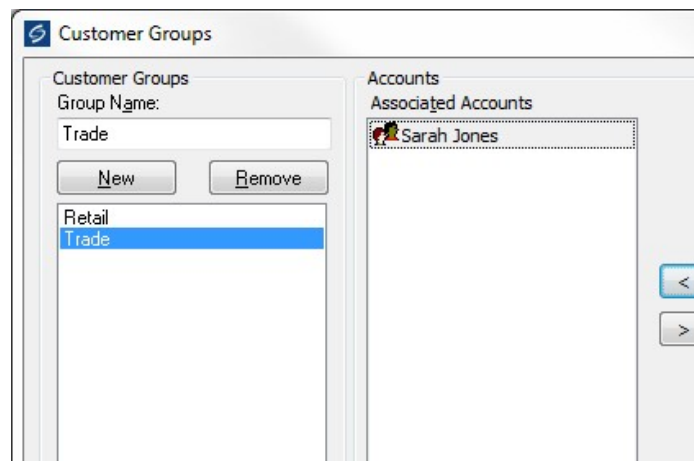 Customer Groups
Customer Groups
Group Name:
Trade
New
Remove
Retail
Trade
Accounts
Associated Accounts
Sarah Jones
<
>